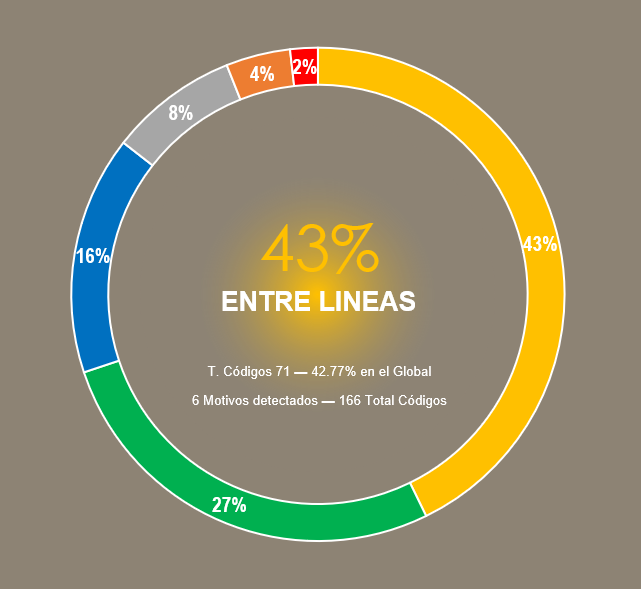 2%
4%
8%
43%
43%
16%
ENTRE LINEAS
T. Códigos 71 — 42.77% en el Global
6 Motivos detectados — 166 Total Códigos
27%